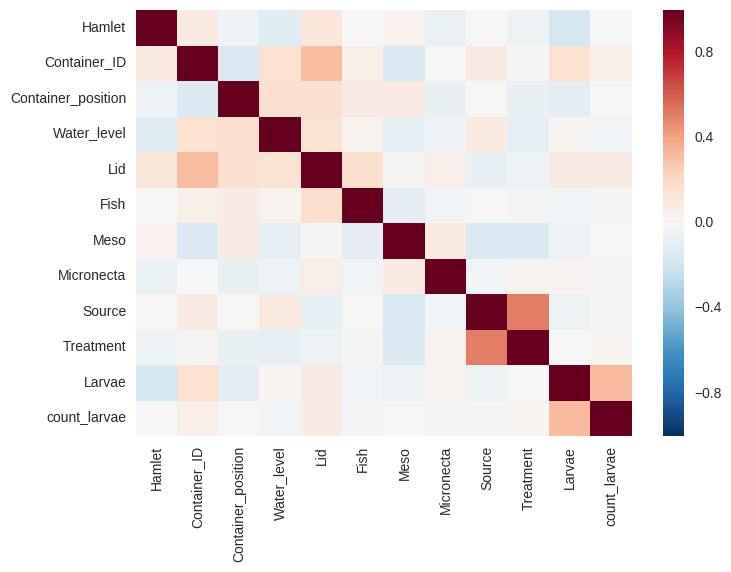 Hamlet
Container_ID
Container_position
Water_level
Lid
Fish
Meso
Micronecta
Source
Treatment
Larvae
count_larvae
Hamlet
Container_ID
Container_position
Water_level
Lid
Fish
Meso
Micronecta
Source
Treatment
Larvae
count_larvae
0.8
0.4
0.0
−0.4
−0.8